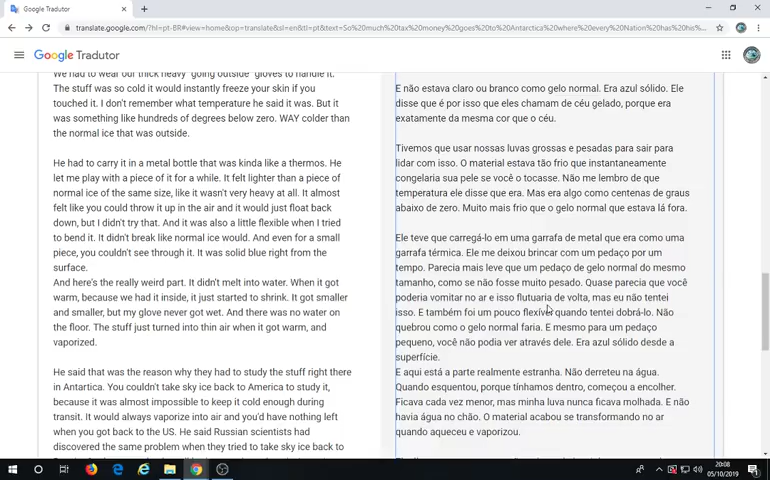 Google Tradutor
translate.google.com/?hl=pt-BR#view=home&op=translate&sl=en&tl=pt&text=So%20much%20tax%20money%20goes%20to%20Antarctica%20where%20every%20Nation%20has%20his%...
Google Tradutor
We had to wear our thick heavy "going outside" gloves to handle it.
The stuff was so cold it would instantly freeze your skin if you
touched it. I don't remember what temperature he said it was. But it
was something like hundreds of degrees below zero. WAY colder than
the normal ice that was outside.
He had to carry it in a metal bottle that was kinda like a thermos. He
let me play with a piece of it for a while. It felt lighter than a piece of
normal ice of the same size, like it wasn't very heavy at all. It almost
felt like you could throw it up in the air and it would just float back
down, but I didn't try that. And it was also a little flexible when I tried
to bend it. It didn't break like normal ice would. And even for a small
piece, you couldn't see through it. It was solid blue right from the
surface.
And here's the really weird part. It didn't melt into water. When it got
warm, because we had it inside, it just started to shrink. It got smaller
and smaller, but my glove never got wet. And there was no water on
the floor. The stuff just turned into thin air when it got warm, and
vaporized.
He said that was the reason why they had to study the stuff right there
in Antartica. You couldn't take sky ice back to America to study it,
because it was almost impossible to keep it cold enough during
transit. It would always vaporize into air and you'd have nothing left
when you got back to the US. He said Russian scientists had
discovered the same problem when they tried to take sky ice back to
E não estava claro ou branco como gelo normal. Era azul sólido. Ele
disse que é por isso que eles chamam de céu gelado, porque era
exatamente da mesma cor que o céu.
Tivemos que usar nossas luvas grossas e pesadas para sair para
lidar com isso. O material estava tão frio que instantaneamente
congelaria sua pele se você o tocasse. Não me lembro de que
temperatura ele disse que era. Mas era algo como centenas de graus
abaixo de zero. Muito mais frio que o gelo normal que estava lá fora.
Ele teve que carregá-lo em uma garrafa de metal que era como uma
garrafa térmica. Ele me deixou brincar com um pedaço por um
tempo. Parecia mais leve que um pedaço de gelo normal do mesmo
tamanho, como se não fosse muito pesado. Quase parecia que você
poderia vomitar no ar e isso flutuaria de volta, mas eu não tentei
isso. E também foi um pouco flexível quando tentei dobrá-lo. Não
quebrou como o gelo normal faria. E mesmo para um pedaço
pequeno, você não podia ver através dele. Era azul sólido desde a
superfície.
E aqui está a parte realmente estranha. Não derreteu na água.
Quando esquentou, porque tínhamos dentro, começou a encolher.
Ficava cada vez menor, mas minha luva nunca ficava molhada. E não
havia água no chão. O material acabou se transformando no ar
quando aqueceu e vaporizou.
20:08
05/10/2019